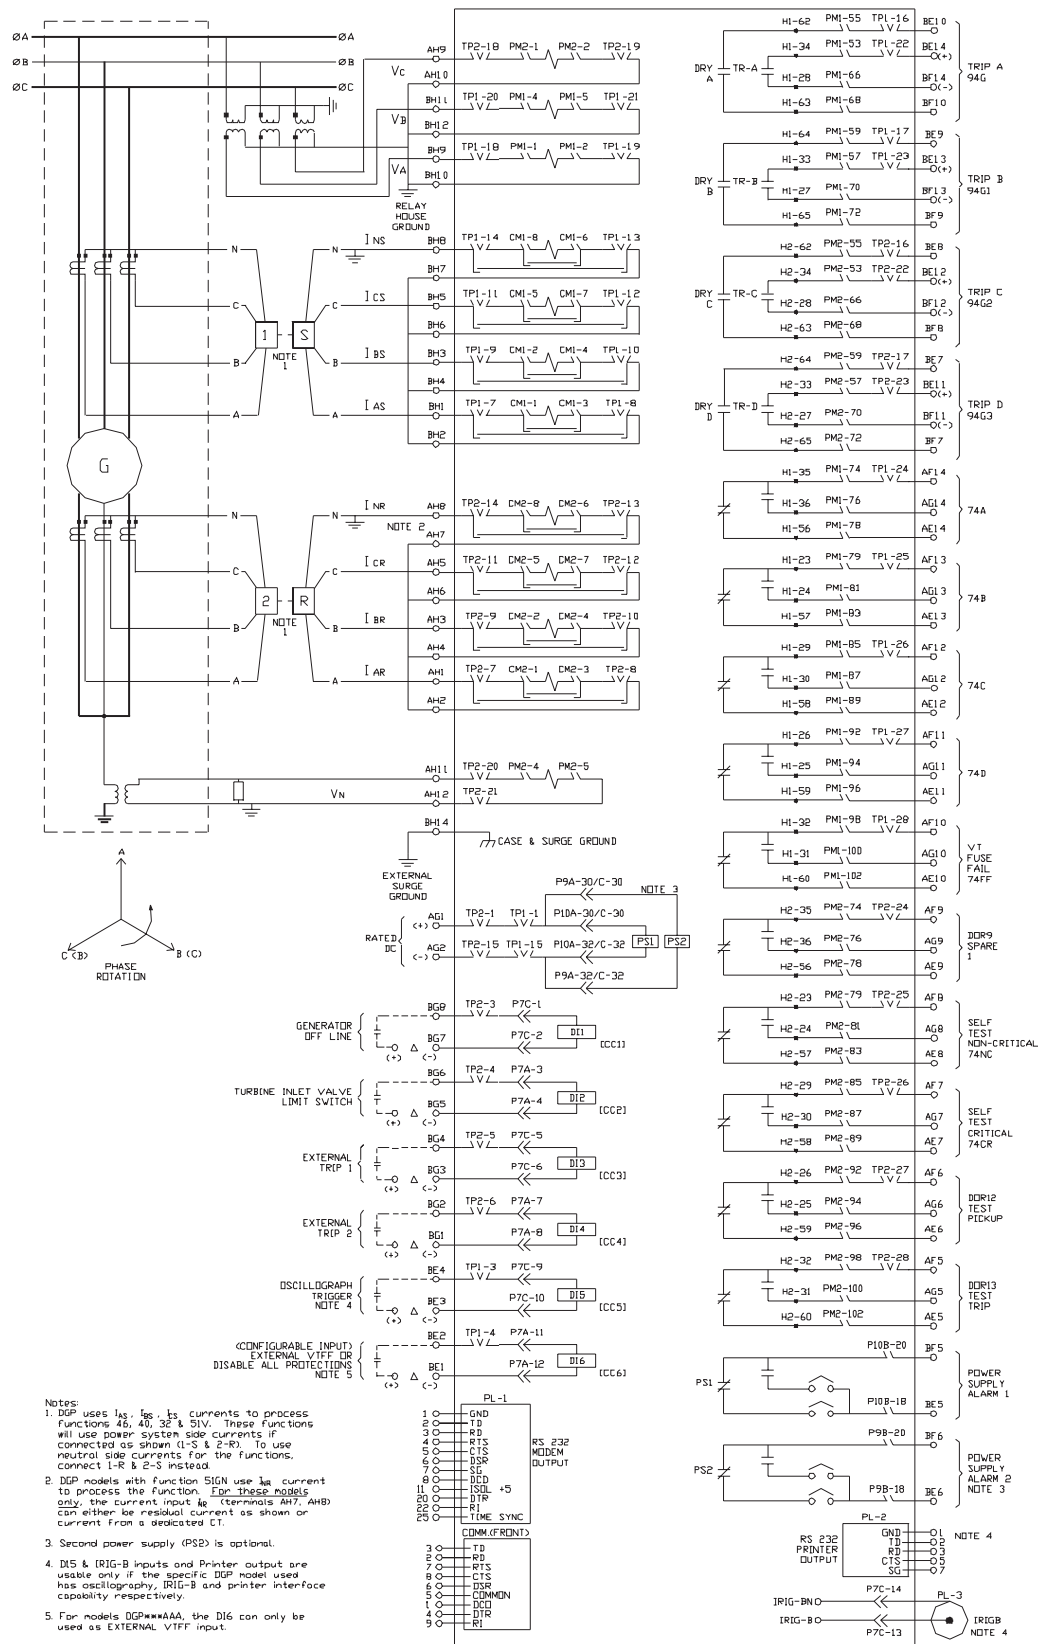 ØA
ØB
ØC
ØA
ØB
ØC
VC
VB
VA
AH9
AH10
BH11
BH12
BH9
BH10
TP2-18 PM2-1 PM2-2 TP2-19
TP1-20 PM1-4 PM1-5 TP1-21
TP1-18 PM1-1 PM1-2 TP1-19
RELAY
HOUSE
GROUND
N
C
B
A
1
S
NOTE
1
N
C
B
A
I NS
I CS
I BS
I AS
BH8
BH7
BH5
BH6
BH3
BH4
BH1
BH2
TP1-14 CM1-8 CM1-6 TP1-13
TP1-11 CM1-5 CM1-7 TP1-12
TP1-9 CM1-2 CM1-4 TP1-10
TP1-7 CM1-1 CM1-3 TP1-8
G
N
C
B
A
2
R
NOTE
1
N
C
B
A
I NR
NOTE 2
I CR
I BR
I AR
AH8
AH7
AH5
AH6
AH3
AH4
AH1
AH2
TP2-14 CM2-8 CM2-6 TP2-13
TP2-11 CM2-5 CM2-7 TP2-12
TP2-9 CM2-2 CM2-4 TP2-10
TP2-7 CM2-1 CM2-3 TP2-8
VN
AH11
AH12
TP2-20 PM2-4 PM2-5
TP2-21
BH14
CASE & SURGE GROUND
EXTERNAL
SURGE
GROUND
A
C (B)
B (C)
PHASE
ROTATION
RATED
DC
AG1
(+)
AG2
(-)
TP2-1 TP1-1
TP2-15 TP1-15
P9A-30/C-30
NOTE 3
P10A-30/C-30
P10A-32/C-32
P9A-32/C-32
PS1
PS2
GENERATOR
OFF LINE
BG8 TP2-3 P7C-1
BG7 P7C-2
DI1
[CC1]
(+) (-)
TURBINE INLET VALVE
LIMIT SWITCH
BG6 TP2-4 P7A-3
BG5 P7A-4
DI2
[CC2]
(+) (-)
EXTERNAL
TRIP 1
BG4 TP2-5 P7C-5
BG3 P7C-6
DI3
[CC3]
(+) (-)
EXTERNAL
TRIP 2
BG2 TP2-6 P7A-7
BG1 P7A-8
DI4
[CC4]
(+) (-)
OSCILLOGRAPH
TRIGGER
NOTE 4
BE4 TP1-3 P7C-9
BE3 P7C-10
DI5
[CC5]
(+) (-)
(CONFIGURABLE INPUT)
EXTERNAL VTFF OR
DISABLE ALL PROTECTIONS
NOTE 5
BE2 TP1-4 P7A-11
BE1 P7A-12
DI6
[CC6]
(+) (-)
PL-1
1 GND
2 TD
3 RD
4 RTS
5 CTS
6 DSR
7 SG
8 DCD
11 ISOL +5
20 DTR
22 RI
25 TIME SYNC
RS 232
MODEM
OUTPUT
COMM.(FRONT)
3 TD
2 RD
7 RTS
8 CTS
6 DSR
5 COMMON
1 DCD
4 DTR
9 RI
Notes:
1. DGP uses IAS, IBS, ICS currents to process
functions 46, 40, 32 & 51V. These functions
will use power system side currents if
connected as shown (1-S & 2-R). To use
neutral side currents for the functions,
connect 1-R & 2-S instead.
2. DGP models with function 51GN use INR current
to process the function. For these models
only, the current input INR (terminals AH7, AH8)
can either be residual current as shown or
current from a dedicated CT.
3. Second power supply (PS2) is optional.
4. DI5 & IRIG-B inputs and Printer output are
usable only if the specific DGP model used
has oscillography, IRIG-B and printer interface
capability respectively.
5. For models DGP***AAA, the DI6 can only be
used as EXTERNAL VTFF input.
H1-62 PM1-55 TP1-16 BE10
H1-34 PM1-53 TP1-22 BE14
(+)
DRY
A
TR-A
H1-28 PM1-66 BF14
(-)
H1-63 PM1-68 BF10
TRIP A
94G
H1-64 PM1-59 TP1-17 BE9
H1-33 PM1-57 TP1-23 BE13
(+)
DRY
B
TR-B
H1-27 PM1-70 BF13
(-)
H1-65 PM1-72 BF9
TRIP B
94G1
H2-62 PM2-55 TP2-16 BE8
H2-34 PM2-53 TP2-22 BE12
(+)
DRY
C
TR-C
H2-28 PM2-66 BF12
(-)
H2-63 PM2-68 BF8
TRIP C
94G2
H2-64 PM2-59 TP2-17 BE7
H2-33 PM2-57 TP2-23 BE11
(+)
DRY
D
TR-D
H2-27 PM2-70 BF11
(-)
H2-65 PM2-72 BF7
TRIP D
94G3
H1-35 PM1-74 TP1-24 AF14
H1-36 PM1-76 AG14
H1-56 PM1-78 AE14
74A
H1-23 PM1-79 TP1-25 AF13
H1-24 PM1-81 AG13
H1-57 PM1-83 AE13
74B
H1-29 PM1-85 TP1-26 AF12
H1-30 PM1-87 AG12
H1-58 PM1-89 AE12
74C
H1-26 PM1-92 TP1-27 AF11
H1-25 PM1-94 AG11
H1-59 PM1-96 AE11
74D
H1-32 PM1-98 TP1-28 AF10
H1-31 PM1-100 AG10
H1-60 PM1-102 AE10
VT
FUSE
FAIL
74FF
H2-35 PM2-74 TP2-24 AF9
H2-36 PM2-76 AG9
H2-56 PM2-78 AE9
DOR9
SPARE
1
H2-23 PM2-79 TP2-25 AF8
H2-24 PM2-81 AG8
H2-57 PM2-83 AE8
SELF
TEST
NON-CRITICAL
74NC
H2-29 PM2-85 TP2-26 AF7
H2-30 PM2-87 AG7
H2-58 PM2-89 AE7
SELF
TEST
CRITICAL
74CR
H2-26 PM2-92 TP2-27 AF6
H2-25 PM2-94 AG6
H2-59 PM2-96 AE6
DOR12
TEST
PICKUP
H2-32 PM2-98 TP2-28 AF5
H2-31 PM2-100 AG5
H2-60 PM2-102 AE5
DOR13
TEST
TRIP
P10B-20 BF5
PS1
P10B-18 BE5
POWER
SUPPLY
ALARM 1
P9B-20 BF6
PS2
P9B-18 BE6
POWER
SUPPLY
ALARM 2
NOTE 3
PL-2
RS 232
PRINTER
OUTPUT
GND 1
TD 2
RD 3
CTS 5
SG 7
NOTE 4
P7C-14
PL-3
IRIG-BN
IRIG-B
P7C-13
IRIGB
NOTE 4